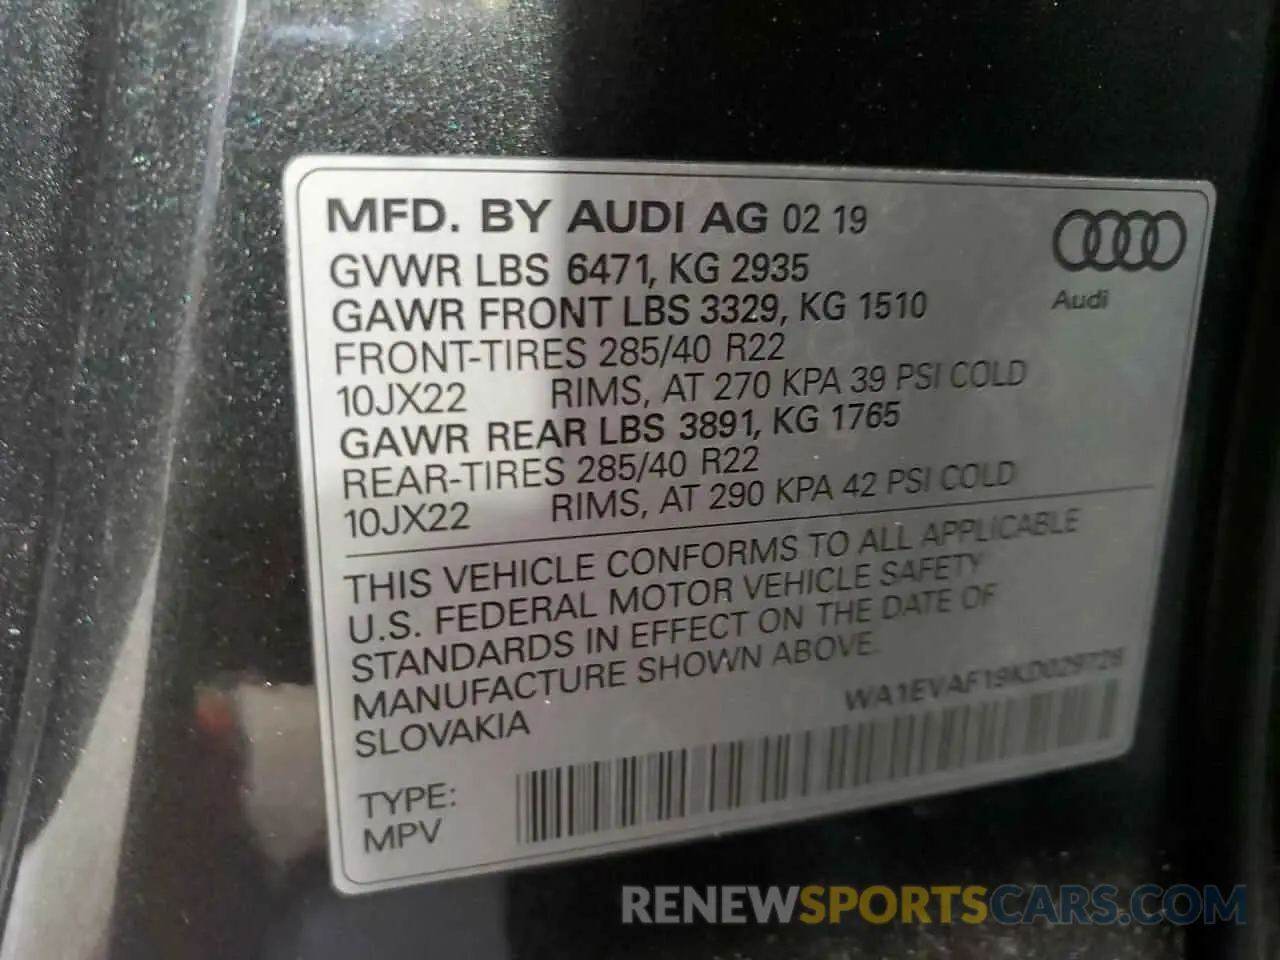 MFD. BY AUDI AG 02 19
GVWR LBS 6471, KG 2935
GAWR FRONT LBS 3329, KG 1510
FRONT-TIRES 285/40 R22
10JX22 RIMS, AT 270 KPA 39 PSI COLD
GAWR REAR LBS 3891, KG 1765
REAR-TIRES 285/40 R22
10JX22 RIMS, AT 290 KPA 42 PSI COLD
Audi
THIS VEHICLE CONFORMS TO ALL APPLICABLE
U.S. FEDERAL MOTOR VEHICLE SAFETY
STANDARDS IN EFFECT ON THE DATE OF
MANUFACTURE SHOWN ABOVE.
SLOVAKIA
WA1EVAF19KD029726
TYPE:
MPV
RENEWSPORTSCARS.COM